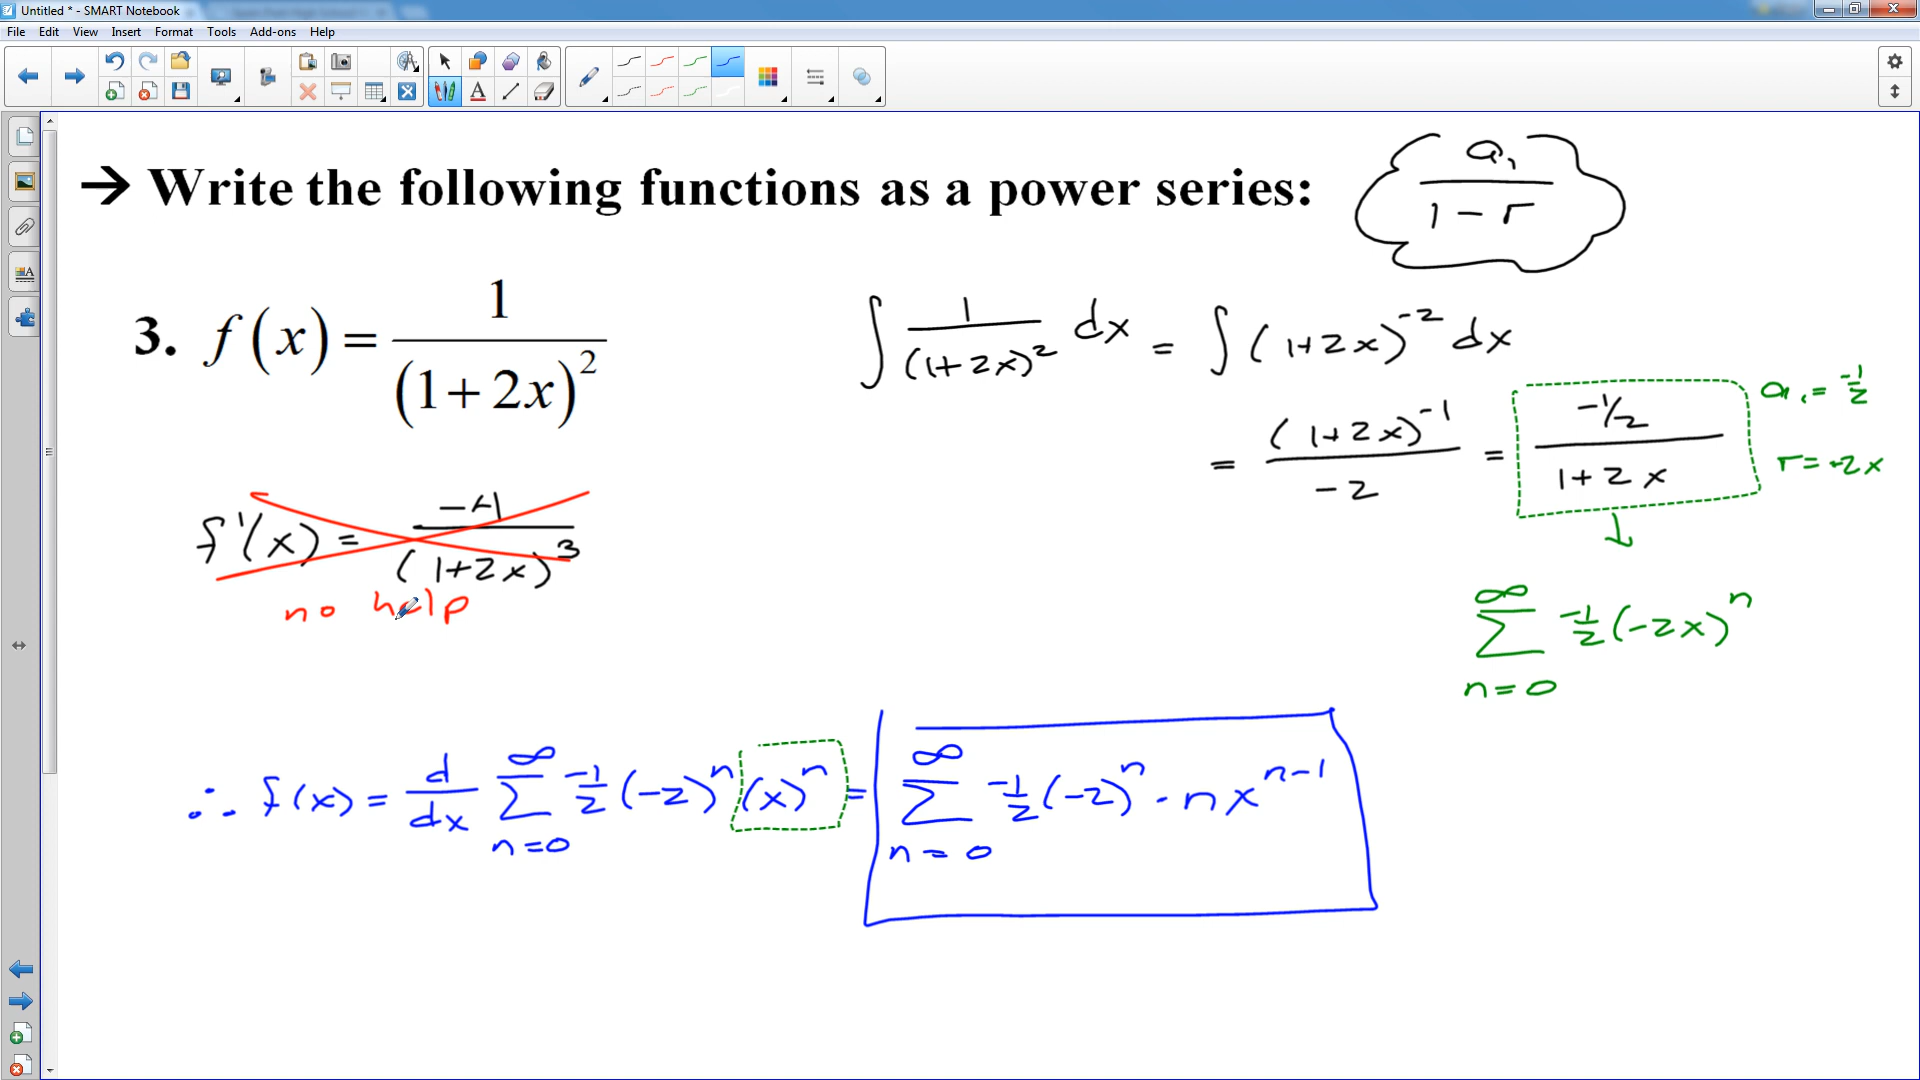 Untitled * - SMART Notebook
File Edit View Insert Format Tools Add-ons Help
→ Write the following functions as a power series:
a₁ / (1 - r)
3. f(x) = 1 / (1+2x)²
∫ 1/(1+2x)² dx = ∫ (1+2x)⁻² dx
= (1+2x)⁻¹ / -2 = (-1/2) / (1+2x)
a₁ = -1/2
r = -2x
f'(x) = -4 / (1+2x)³
no help
∞ Σ n=0 -1/2 (-2x)ⁿ
∴ f(x) = d/dx ∞ Σ n=0 -1/2 (-2)ⁿ (x)ⁿ = ∞ Σ n=0 -1/2 (-2)ⁿ · n xⁿ⁻¹